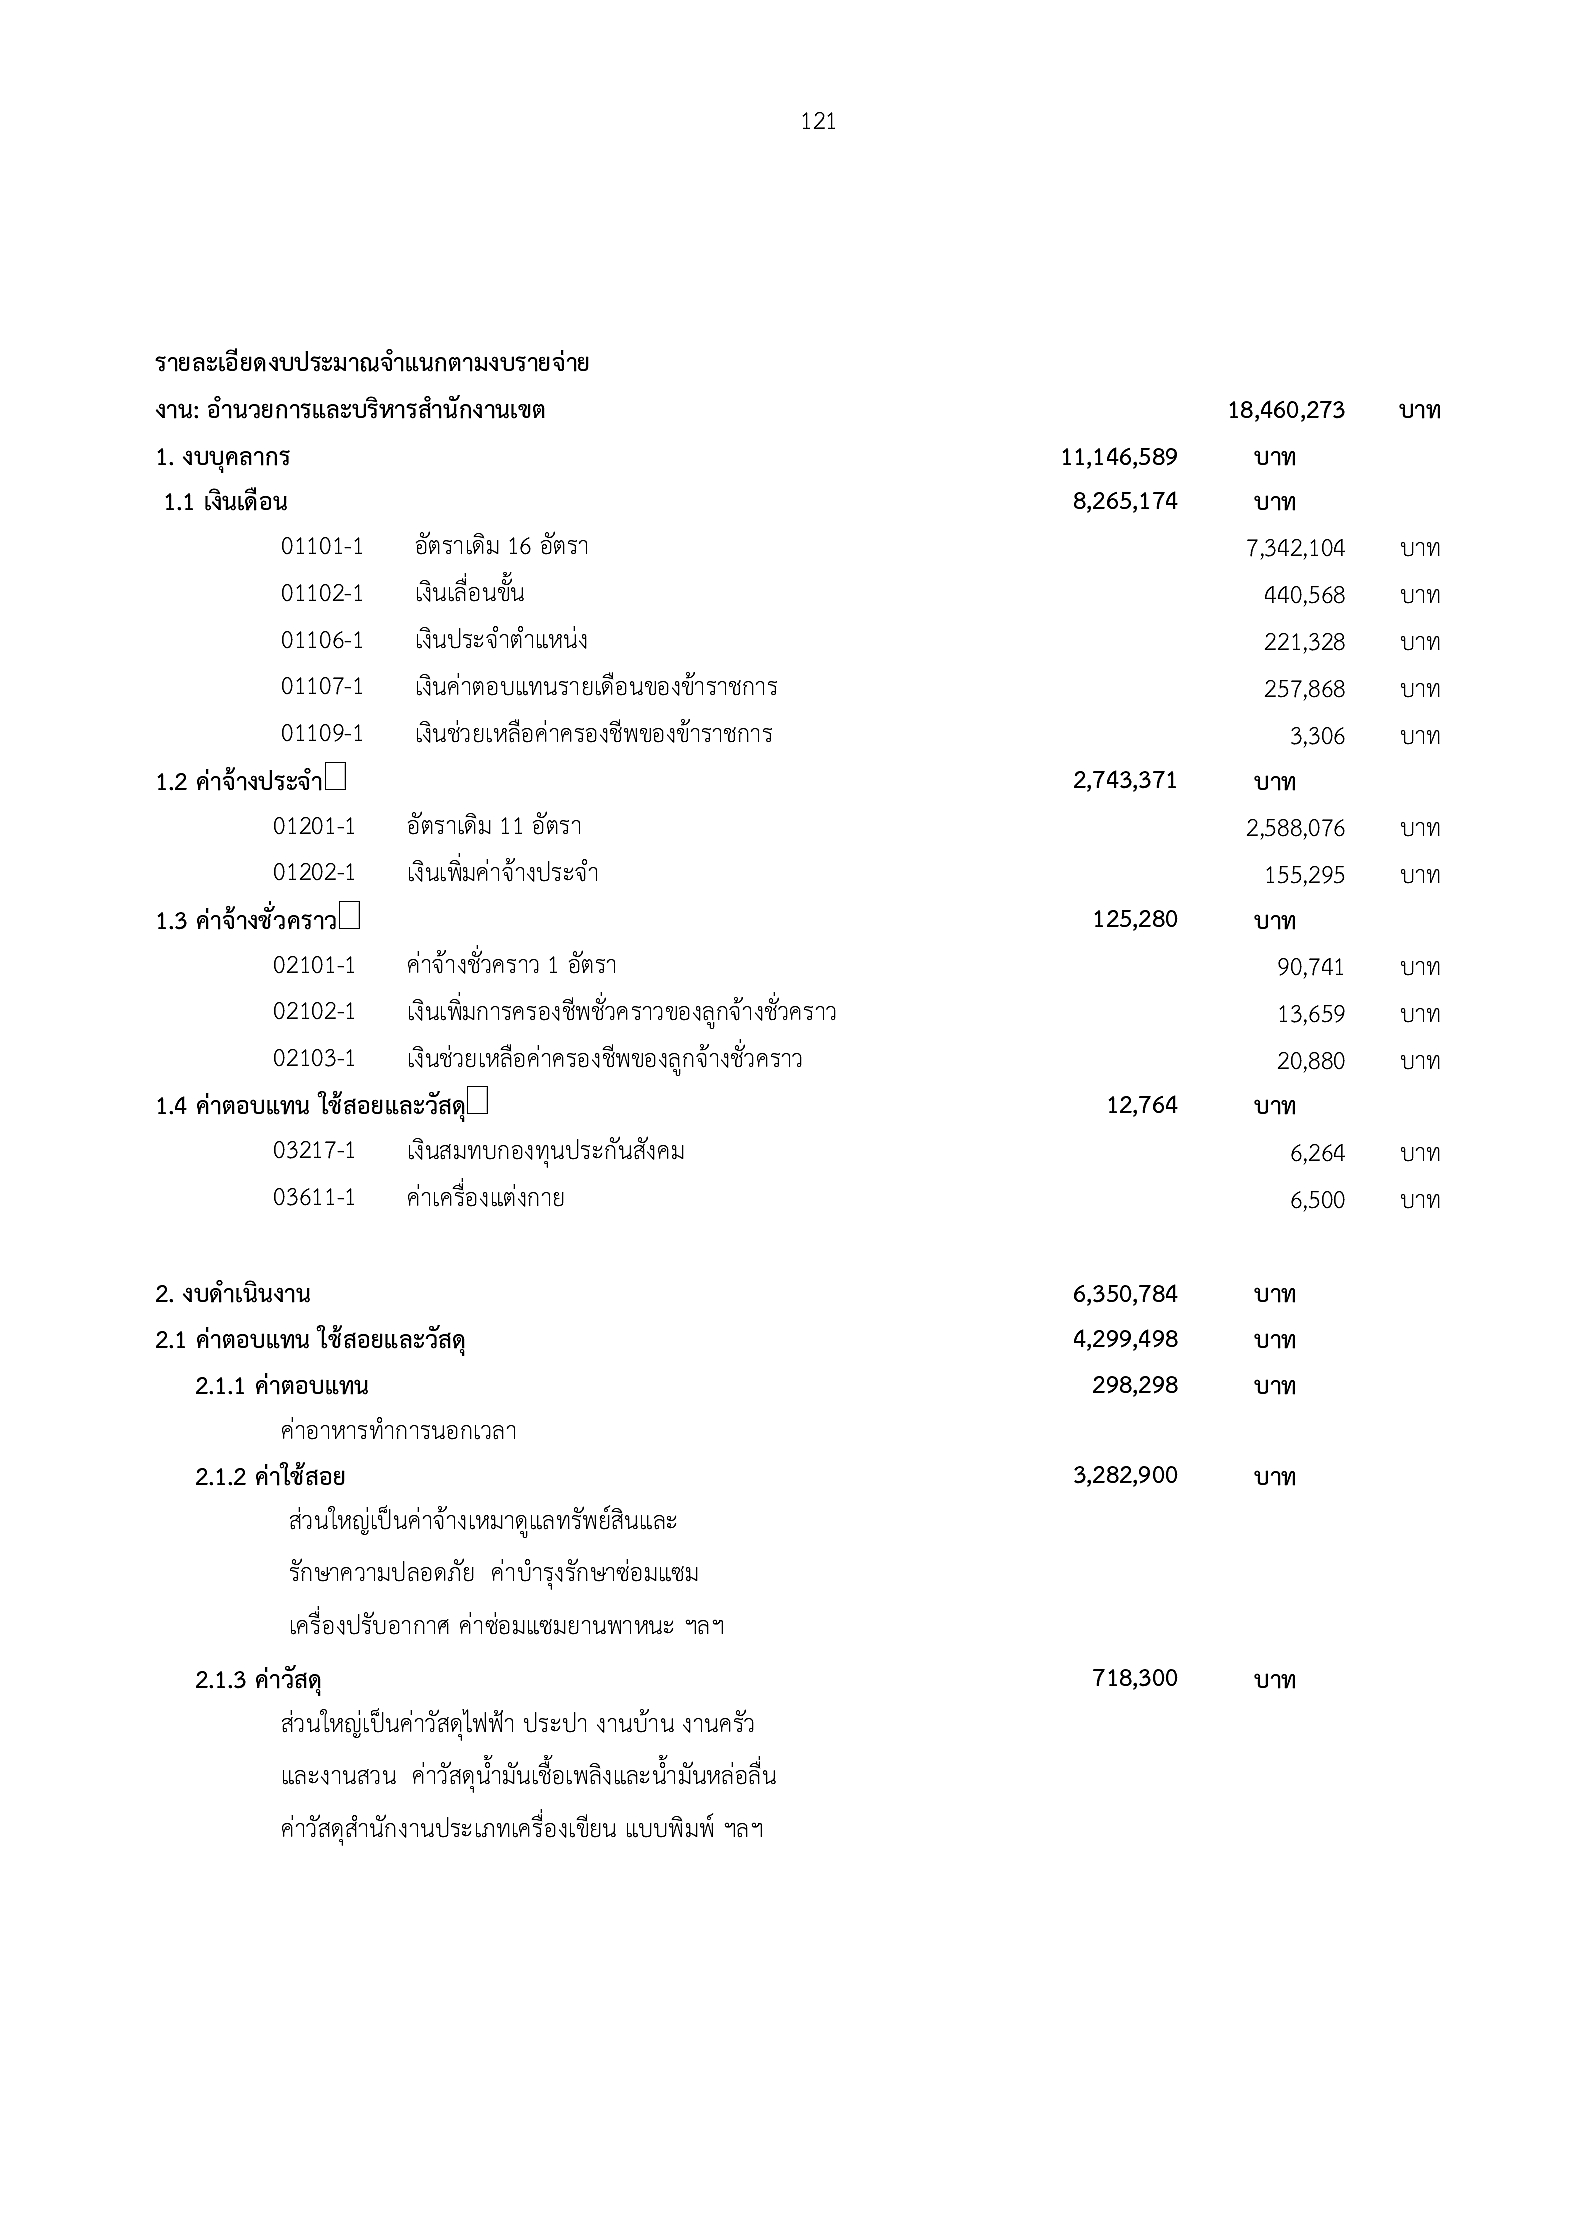 121
รายละเอียดงบประมาณจำแนกตามงบรายจ่าย
งาน: อำนวยการและบริหารสำนักงานเขต 18,460,273 บาท
1. งบบุคลากร 11,146,589 บาท
1.1 เงินเดือน 8,265,174 บาท
01101-1 อัตราเดิม 16 อัตรา 7,342,104 บาท
01102-1 เงินเลื่อนขั้น 440,568 บาท
01106-1 เงินประจำตำแหน่ง 221,328 บาท
01107-1 เงินค่าตอบแทนรายเดือนของข้าราชการ 257,868 บาท
01109-1 เงินช่วยเหลือค่าครองชีพของข้าราชการ 3,306 บาท
1.2 ค่าจ้างประจำ 2,743,371 บาท
01201-1 อัตราเดิม 11 อัตรา 2,588,076 บาท
01202-1 เงินเพิ่มค่าจ้างประจำ 155,295 บาท
1.3 ค่าจ้างชั่วคราว 125,280 บาท
02101-1 ค่าจ้างชั่วคราว 1 อัตรา 90,741 บาท
02102-1 เงินเพิ่มการครองชีพชั่วคราวของลูกจ้างชั่วคราว 13,659 บาท
02103-1 เงินช่วยเหลือค่าครองชีพของลูกจ้างชั่วคราว 20,880 บาท
1.4 ค่าตอบแทน ใช้สอยและวัสดุ 12,764 บาท
03217-1 เงินสมทบกองทุนประกันสังคม 6,264 บาท
03611-1 ค่าเครื่องแต่งกาย 6,500 บาท
2. งบดำเนินงาน 6,350,784 บาท
2.1 ค่าตอบแทน ใช้สอยและวัสดุ 4,299,498 บาท
2.1.1 ค่าตอบแทน 298,298 บาท
ค่าอาหารทำการนอกเวลา
2.1.2 ค่าใช้สอย 3,282,900 บาท
ส่วนใหญ่เป็นค่าจ้างเหมาดูแลทรัพย์สินและ
รักษาความปลอดภัย ค่าบำรุงรักษาซ่อมแซม
เครื่องปรับอากาศ ค่าซ่อมแซมยานพาหนะ ฯลฯ
2.1.3 ค่าวัสดุ 718,300 บาท
ส่วนใหญ่เป็นค่าวัสดุไฟฟ้า ประปา งานบ้าน งานครัว
และงานสวน ค่าวัสดุน้ำมันเชื้อเพลิงและน้ำมันหล่อลื่น
ค่าวัสดุสำนักงานประเภทเครื่องเขียน แบบพิมพ์ ฯลฯ